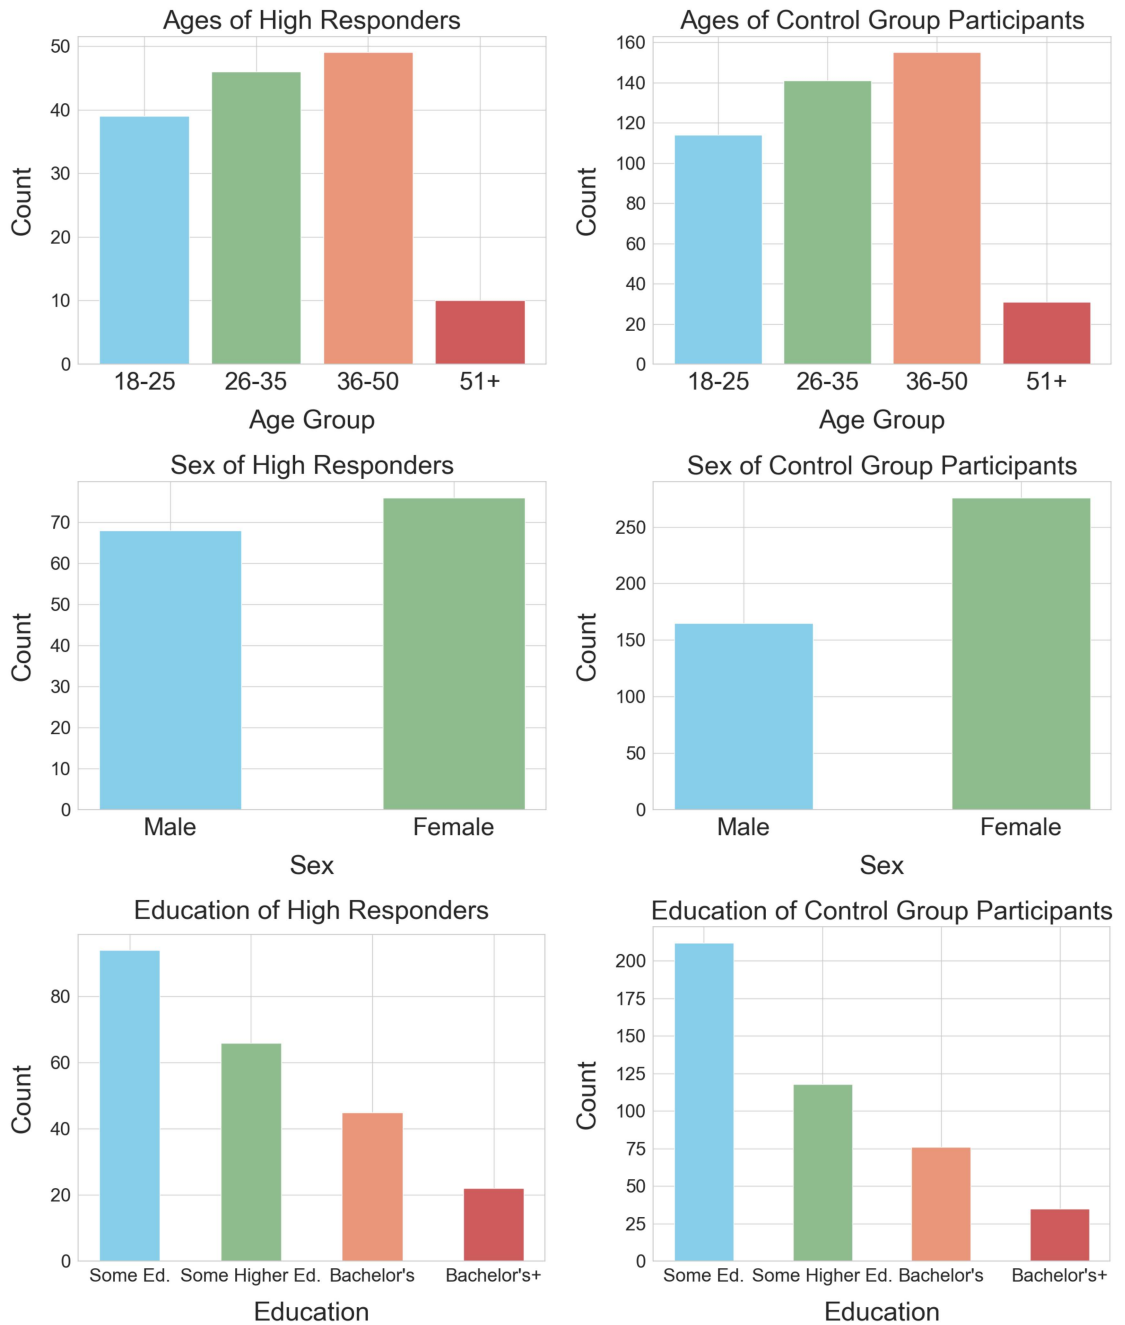 Ages of High Responders
Count
50
40
30
20
10
0
18-25 26-35 36-50 51+
Age Group
Ages of Control Group Participants
Count
160
140
120
100
80
60
40
20
0
18-25 26-35 36-50 51+
Age Group
Sex of High Responders
Count
70
60
50
40
30
20
10
0
Male Female
Sex
Sex of Control Group Participants
Count
250
200
150
100
50
0
Male Female
Sex
Education of High Responders
Count
80
60
40
20
0
Some Ed. Some Higher Ed. Bachelor's Bachelor's+
Education
Education of Control Group Participants
Count
200
175
150
125
100
75
50
25
0
Some Ed. Some Higher Ed. Bachelor's Bachelor's+
Education